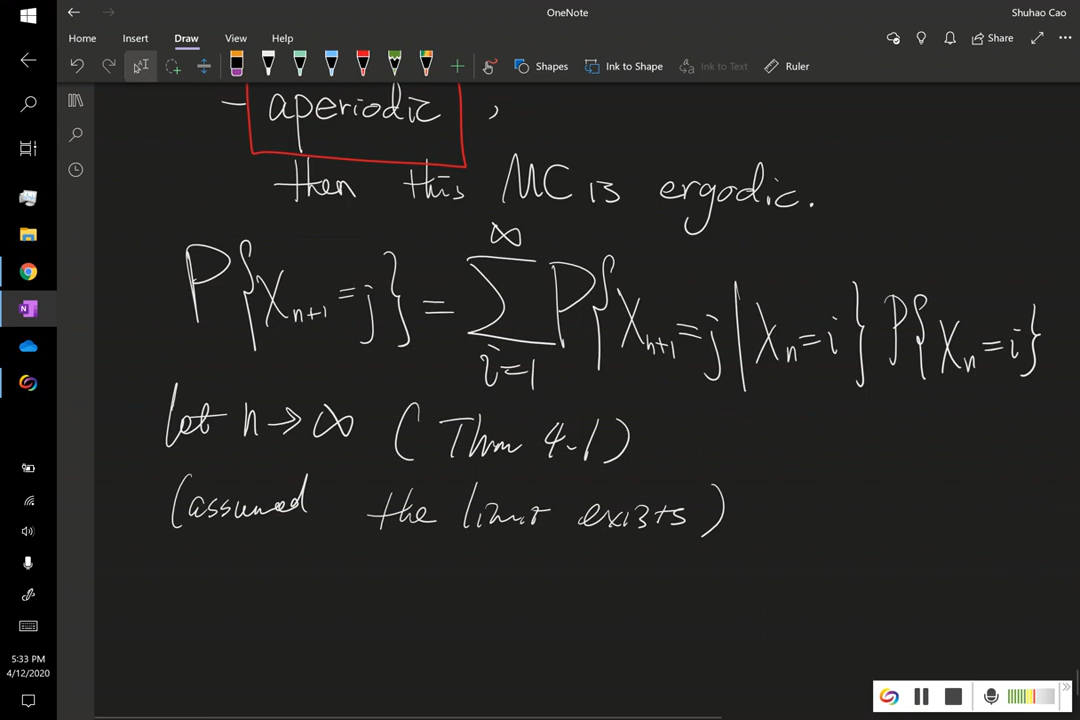 OneNote
Shuhao Cao
Home Insert Draw View Help
Share
Shapes
Ink to Shape
Ink to Text
Ruler
- aperiodic ,
then this MC is ergodic.
P{X_{n+1} = j} = ∑_{i=1}^{∞} P{X_{n+1} = j | X_n = i} P{X_n = i}
let n → ∞ (Thm 4.1)
(assumed the limit exists)
5:33 PM
4/12/2020